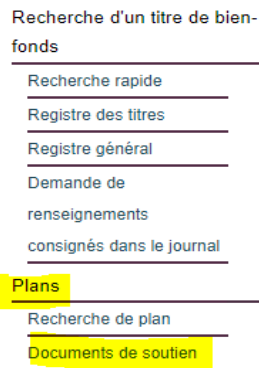 Recherche d'un titre de bien-
fonds
Recherche rapide
Registre des titres
Registre général
Demande de
renseignements
consignés dans le journal
Plans
Recherche de plan
Documents de soutien